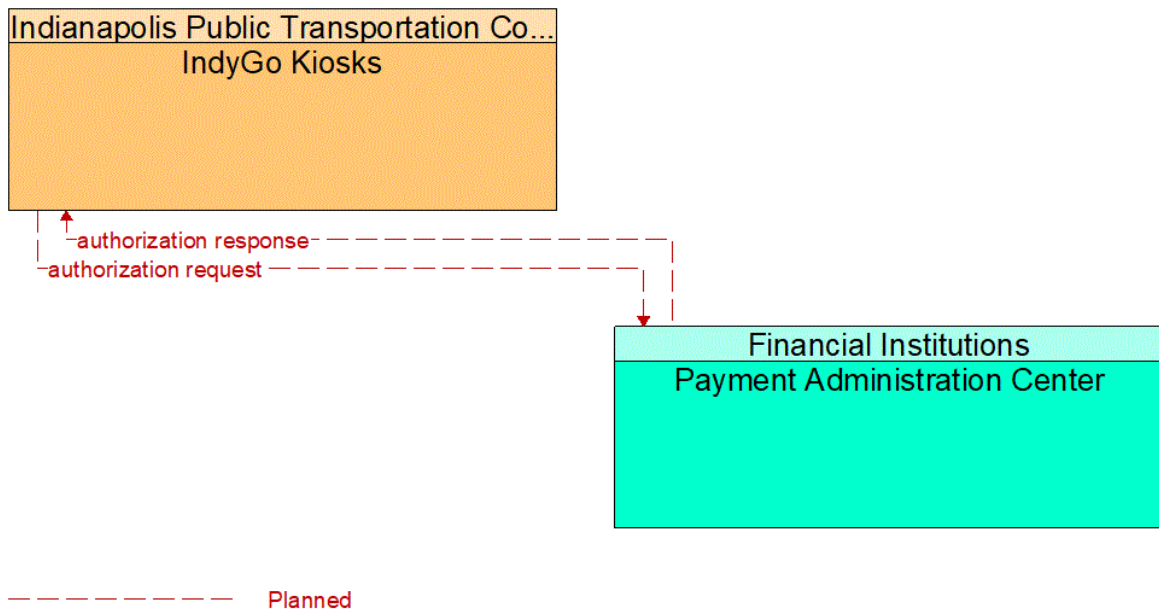 Indianapolis Public Transportation Co...
IndyGo Kiosks
authorization response
authorization request
Financial Institutions
Payment Administration Center
Planned